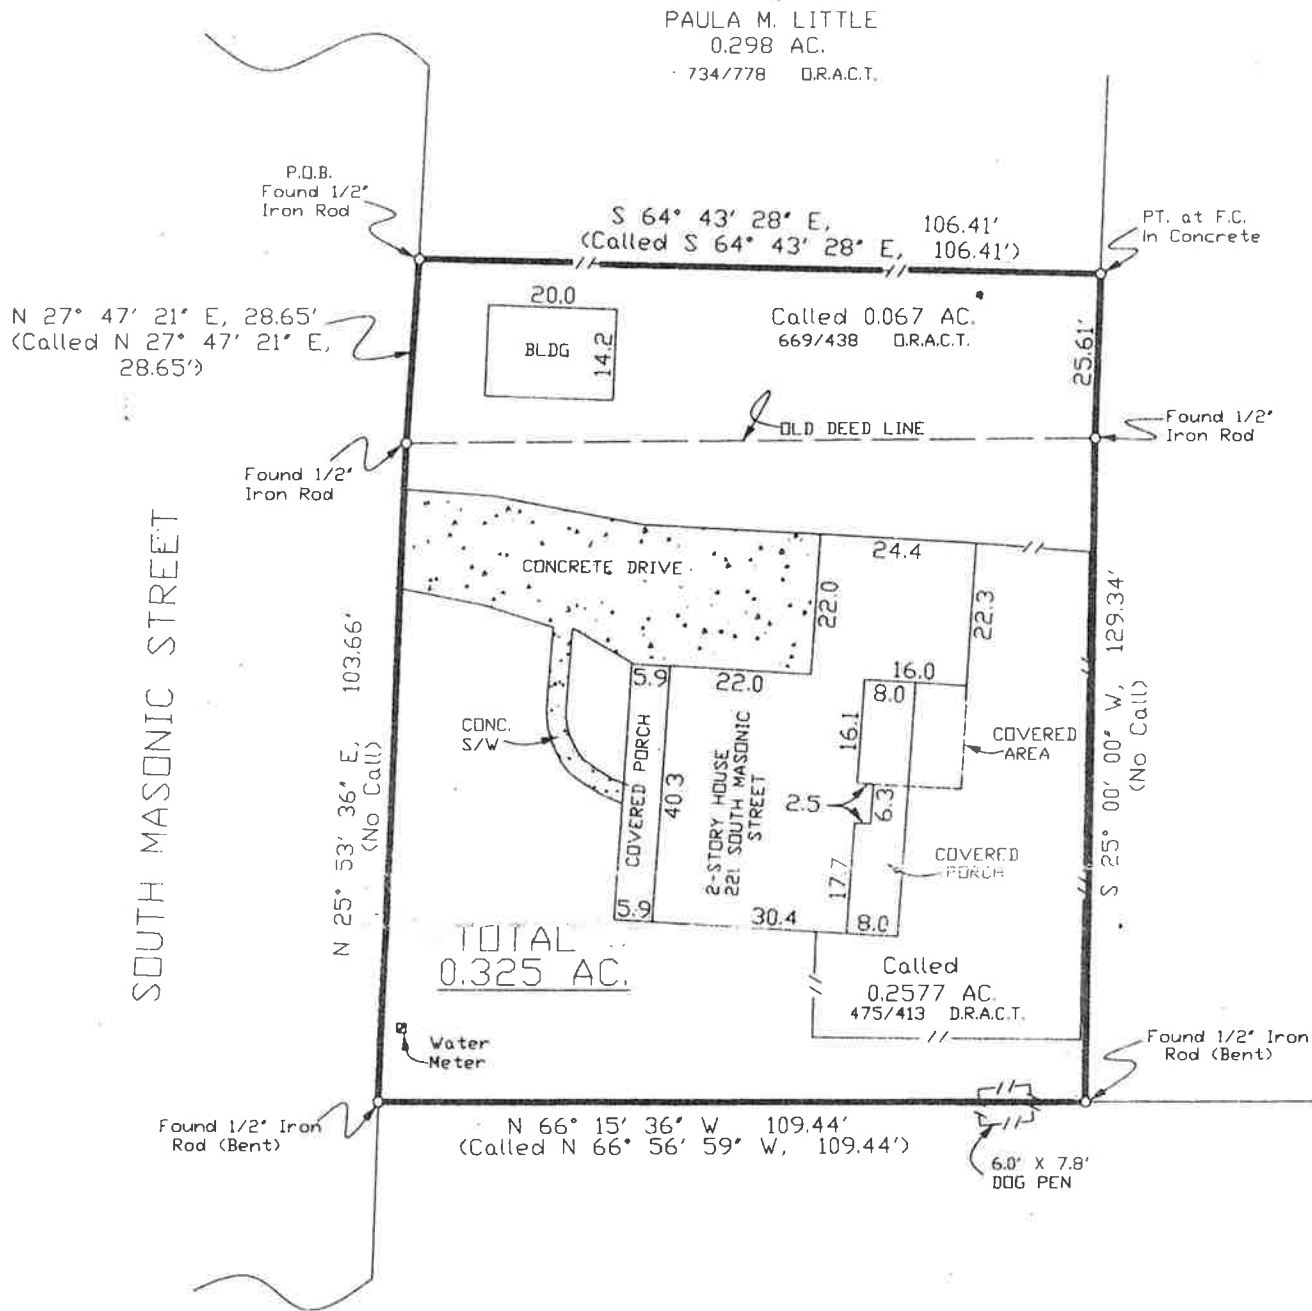 PAULA M. LITTLE
0.298 AC.
734/778 D.R.A.C.T.
P.O.B.
Found 1/2"
Iron Rod
S 64° 43' 28" E, 106.41'
(Called S 64° 43' 28" E, 106.41')
PT. at F.C.
in Concrete
N 27° 47' 21" E, 28.65'
(Called N 27° 47' 21" E,
28.65')
20.0
BLDG
14.2
Called 0.067 AC.
669/438 D.R.A.C.T.
25.61'
OLD DEED LINE
Found 1/2"
Iron Rod
Found 1/2"
Iron Rod
SOUTH MASONIC STREET
N 25° 53' 36" E, 103.66'
(No Call)
CONCRETE DRIVE
24.4
22.0
22.3
S 25° 00' 00" W, 129.34'
(No Call)
5.9
22.0
16.0
8.0
CONC.
S/W
COVERED PORCH
40.3
2-STORY HOUSE
221 SOUTH MASONIC
STREET
16.1
COVERED
AREA
2.5
6.3
17.7
COVERED
PORCH
5.9
30.4
8.0
TOTAL
0.325 AC.
Called
0.2577 AC.
475/413 D.R.A.C.T.
Water
Meter
Found 1/2" Iron
Rod (Bent)
Found 1/2" Iron
Rod (Bent)
N 66° 15' 36" W 109.44'
(Called N 66° 56' 59" W, 109.44')
6.0' X 7.8'
DOG PEN